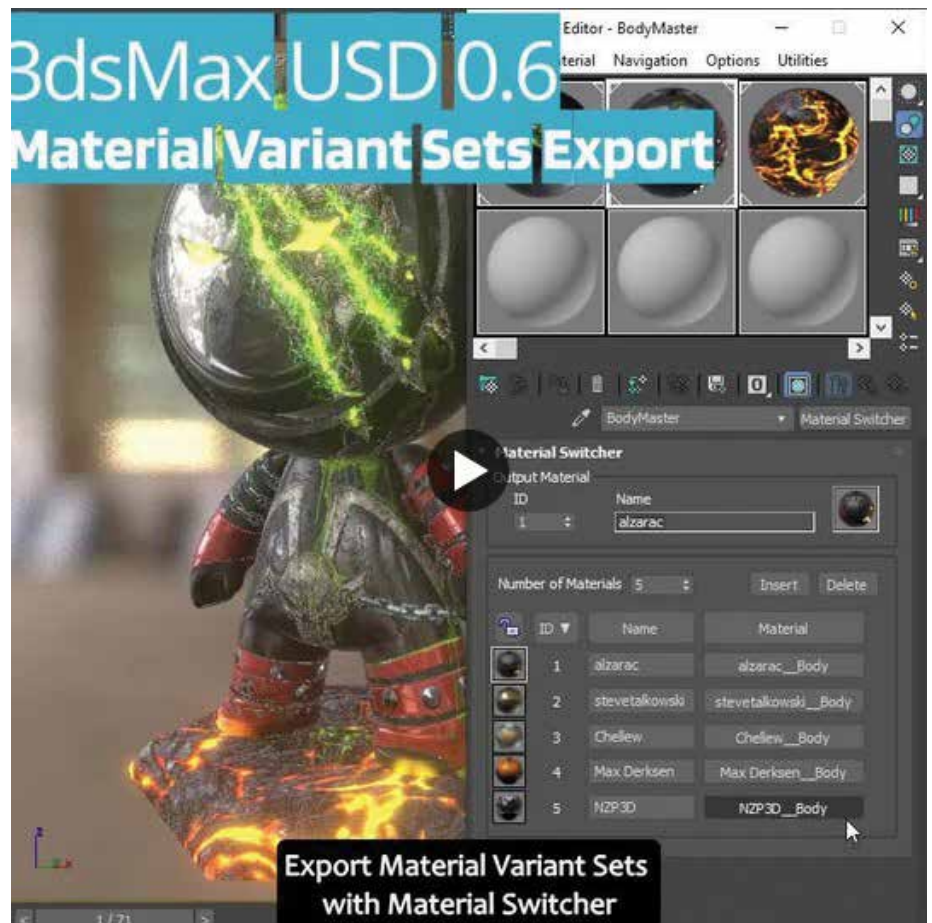 3dsMax USD 0.6
Material Variant Sets Export
Editor - BodyMaster
terial Navigation Options Utilities
BodyMaster
Material Switcher
Material Switcher
Output Material
ID Name
1 alzarac
Number of Materials 5 Insert Delete
ID Name Material
1 alzarac alzarac__Body
2 stevetalkowski stevetalkowski__Body
3 Chellew Chellew__Body
4 Max Derksen Max Derksen__Body
5 NZP3D NZP3D__Body
z
x
Export Material Variant Sets
with Material Switcher
< 1/71 >